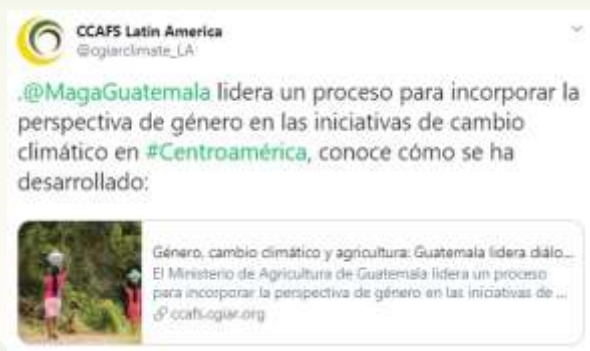 CCAFS Latin America
@cgiarclimate_LA
.@MagaGuatemala lidera un proceso para incorporar la
perspectiva de género en las iniciativas de cambio
climático en #Centroamérica, conoce cómo se ha
desarrollado:
Género, cambio climático y agricultura: Guatemala lidera diálo...
El Ministerio de Agricultura de Guatemala lidera un proceso
para incorporar la perspectiva de género en las iniciativas de ...
ccafs.cgiar.org